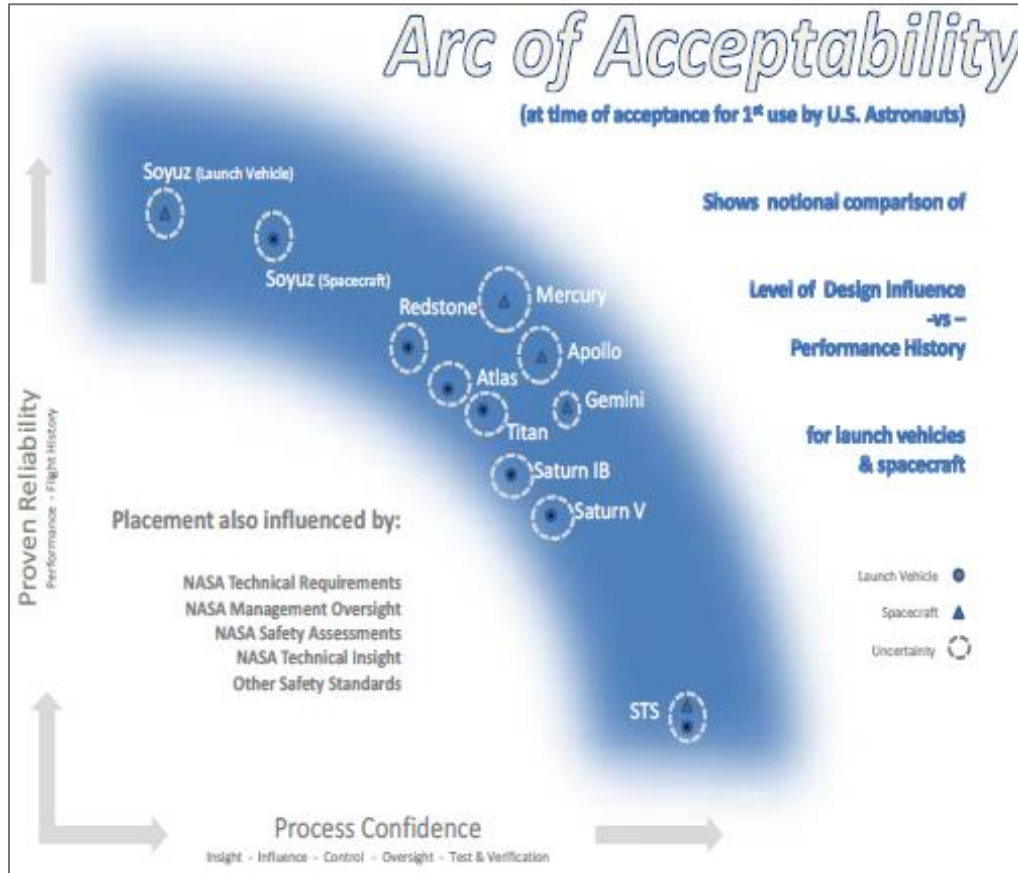 Arc of Acceptability
(at time of acceptance for 1st use by U.S. Astronauts)
Shows notional comparison of
Level of Design Influence
-vs –
Performance History
for launch vehicles
& spacecraft
Soyuz (Launch Vehicle)
Soyuz (Spacecraft)
Redstone
Mercury
Apollo
Atlas
Gemini
Titan
Saturn IB
Saturn V
STS
Placement also influenced by:
NASA Technical Requirements
NASA Management Oversight
NASA Safety Assessments
NASA Technical Insight
Other Safety Standards
Launch Vehicle
Spacecraft
Uncertainity
Proven Reliability
Performance - Flight History
Process Confidence
Insight - Influence - Control - Oversight - Test & Verification